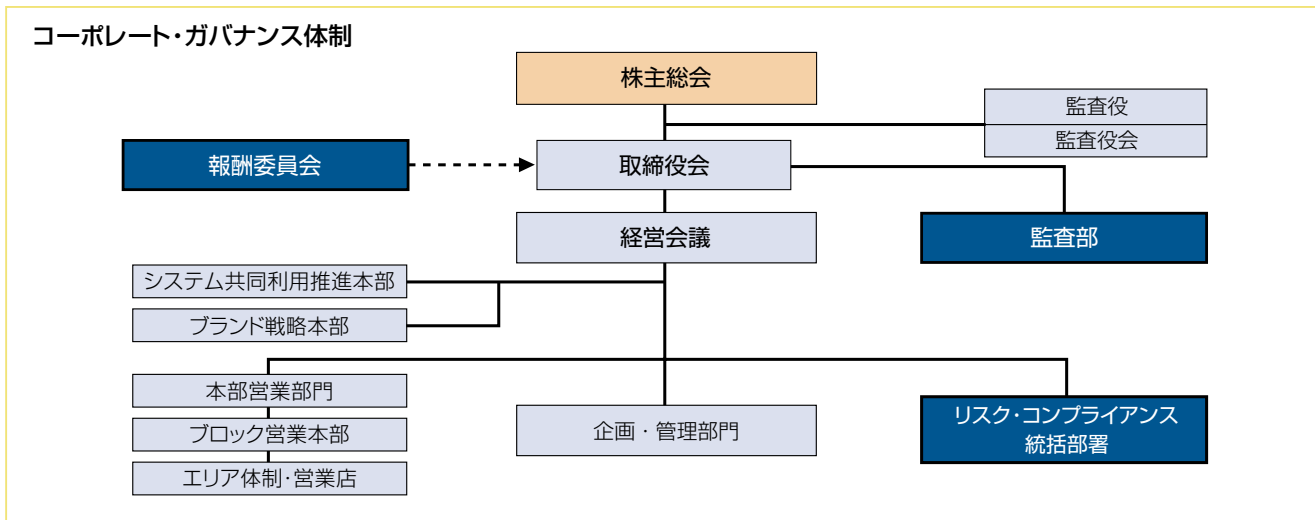 コーポレート・ガバナンス体制
株主総会
監査役
監査役会
報酬委員会
取締役会
経営会議
監査部
システム共同利用推進本部
ブランド戦略本部
本部営業部門
ブロック営業本部
エリア体制・営業店
企画・管理部門
リスク・コンプライアンス
統括部署